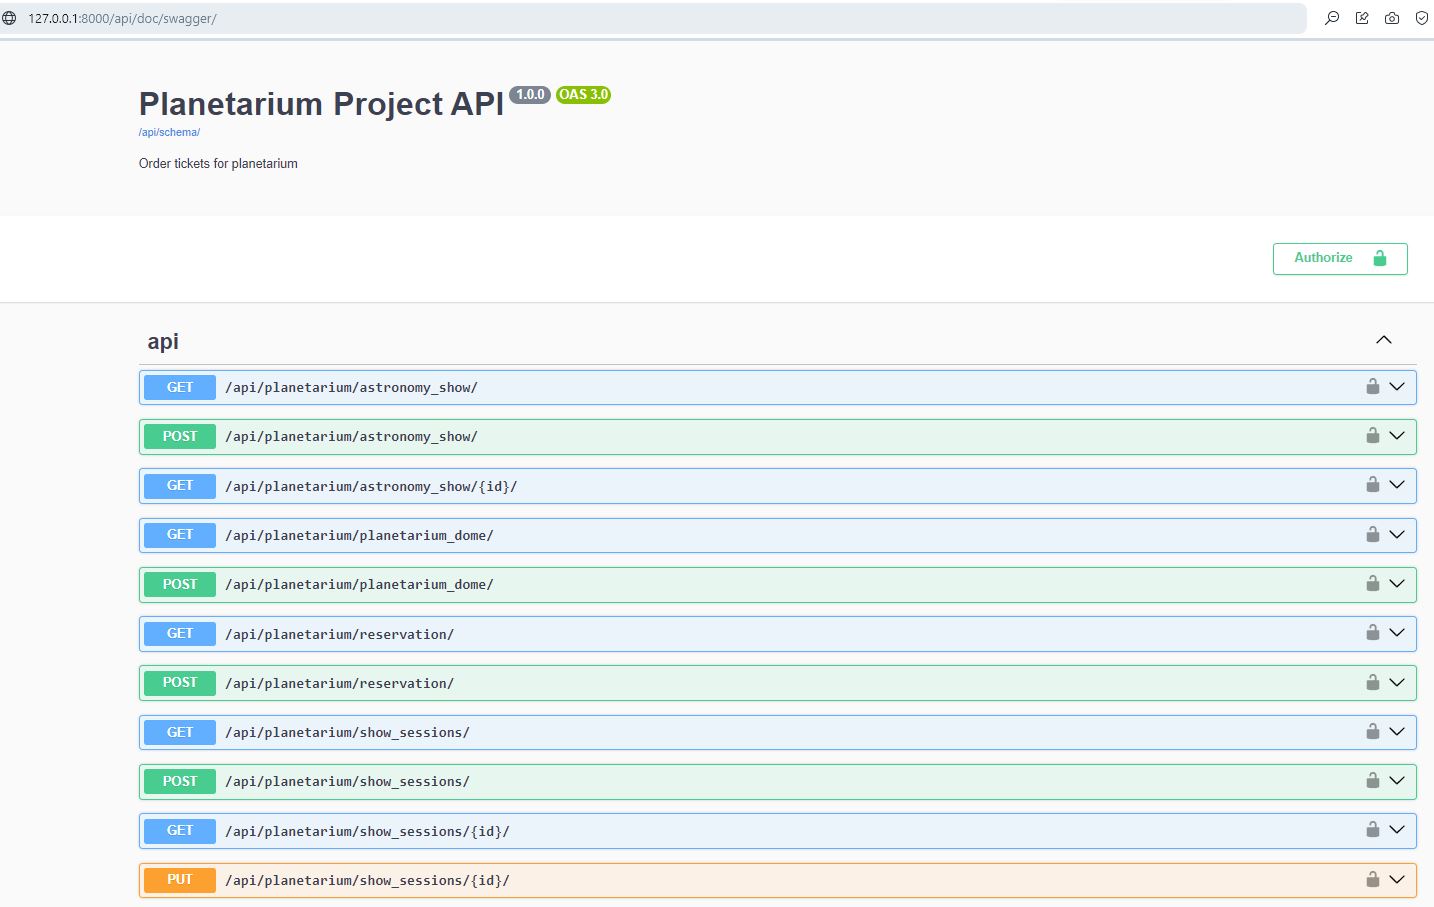 127.0.0.1:8000/api/doc/swagger/
Planetarium Project API 1.0.0 OAS 3.0
/api/schema/
Order tickets for planetarium
Authorize
api
GET /api/planetarium/astronomy_show/
POST /api/planetarium/astronomy_show/
GET /api/planetarium/astronomy_show/{id}/
GET /api/planetarium/planetarium_dome/
POST /api/planetarium/planetarium_dome/
GET /api/planetarium/reservation/
POST /api/planetarium/reservation/
GET /api/planetarium/show_sessions/
POST /api/planetarium/show_sessions/
GET /api/planetarium/show_sessions/{id}/
PUT /api/planetarium/show_sessions/{id}/